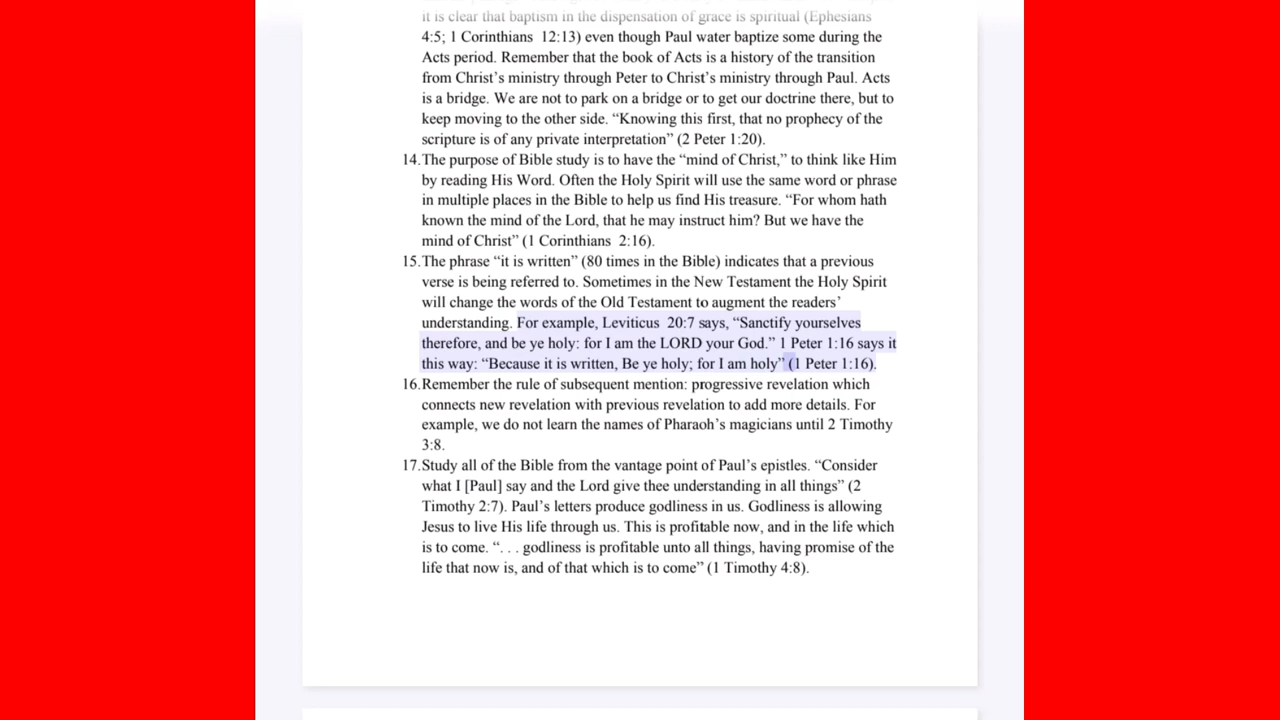 it is clear that baptism in the dispensation of grace is spiritual (Ephesians
4:5; 1 Corinthians 12:13) even though Paul water baptize some during the
Acts period. Remember that the book of Acts is a history of the transition
from Christ’s ministry through Peter to Christ’s ministry through Paul. Acts
is a bridge. We are not to park on a bridge or to get our doctrine there, but to
keep moving to the other side. “Knowing this first, that no prophecy of the
scripture is of any private interpretation” (2 Peter 1:20).
14.The purpose of Bible study is to have the “mind of Christ,” to think like Him
by reading His Word. Often the Holy Spirit will use the same word or phrase
in multiple places in the Bible to help us find His treasure. “For whom hath
known the mind of the Lord, that he may instruct him? But we have the
mind of Christ” (1 Corinthians 2:16).
15.The phrase “it is written” (80 times in the Bible) indicates that a previous
verse is being referred to. Sometimes in the New Testament the Holy Spirit
will change the words of the Old Testament to augment the readers’
understanding. For example, Leviticus 20:7 says, “Sanctify yourselves
therefore, and be ye holy: for I am the LORD your God.” 1 Peter 1:16 says it
this way: “Because it is written, Be ye holy; for I am holy” (1 Peter 1:16).
16.Remember the rule of subsequent mention: progressive revelation which
connects new revelation with previous revelation to add more details. For
example, we do not learn the names of Pharaoh’s magicians until 2 Timothy
3:8.
17.Study all of the Bible from the vantage point of Paul’s epistles. “Consider
what I [Paul] say and the Lord give thee understanding in all things” (2
Timothy 2:7). Paul’s letters produce godliness in us. Godliness is allowing
Jesus to live His life through us. This is profitable now, and in the life which
is to come. “. . . godliness is profitable unto all things, having promise of the
life that now is, and of that which is to come” (1 Timothy 4:8).